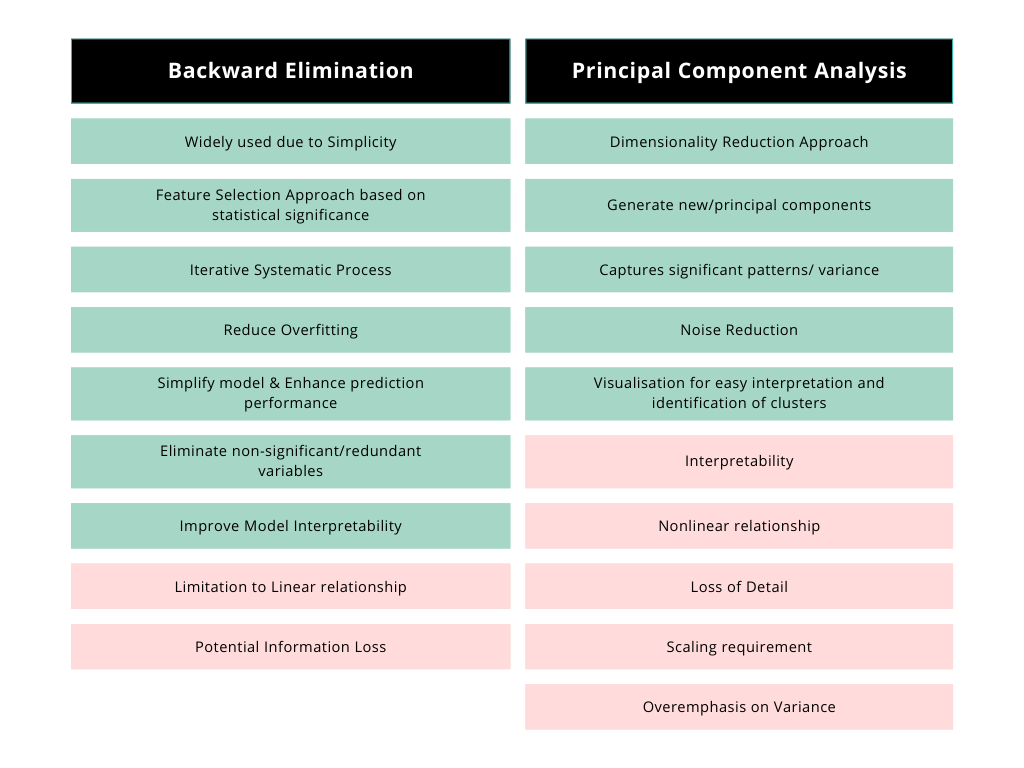 Backward Elimination
Widely used due to Simplicity
Feature Selection Approach based on
statistical significance
Iterative Systematic Process
Reduce Overfitting
Simplify model & Enhance prediction
performance
Eliminate non-significant/redundant
variables
Improve Model Interpretability
Limitation to Linear relationship
Potential Information Loss
Principal Component Analysis
Dimensionality Reduction Approach
Generate new/principal components
Captures significant patterns/ variance
Noise Reduction
Visualisation for easy interpretation and
identification of clusters
Interpretability
Nonlinear relationship
Loss of Detail
Scaling requirement
Overemphasis on Variance